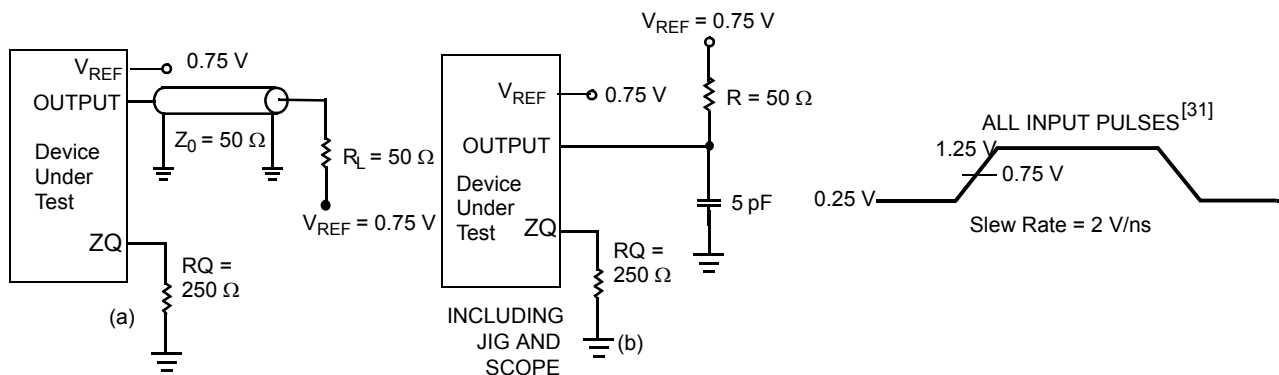 V_REF 0.75 V
OUTPUT
Z_0 = 50 Ω
Device
Under
Test
R_L = 50 Ω
V_REF = 0.75 V
ZQ
RQ =
250 Ω
(a)
V_REF = 0.75 V
V_REF 0.75 V
R = 50 Ω
OUTPUT
Device
Under
Test
5 pF
ZQ
RQ =
250 Ω
INCLUDING
JIG AND
SCOPE
(b)
ALL INPUT PULSES[31]
1.25 V
0.75 V
0.25 V
Slew Rate = 2 V/ns